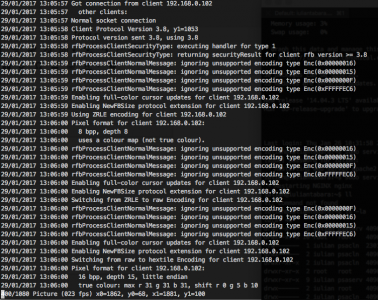 29/01/2017 13:05:57 Got connection from client 192.168.0.102
29/01/2017 13:05:57   other clients:
29/01/2017 13:05:57 Normal socket connection
29/01/2017 13:05:58 Client Protocol Version 3.8, yi=1053
29/01/2017 13:05:58 Protocol version sent 3.8, using 3.8
29/01/2017 13:05:58 rfbProcessClientSecurityType: executing handler for type 1
29/01/2017 13:05:58 rfbProcessClientSecurityType: returning securityResult for client rfb version >= 3.8
29/01/2017 13:05:59 rfbProcessClientNormalMessage: ignoring unsupported encoding type Enc(0x00000016)
29/01/2017 13:05:59 rfbProcessClientNormalMessage: ignoring unsupported encoding type Enc(0x00000015)
29/01/2017 13:05:59 rfbProcessClientNormalMessage: ignoring unsupported encoding type Enc(0x0000000F)
29/01/2017 13:05:59 rfbProcessClientNormalMessage: ignoring unsupported encoding type Enc(0xFFFFFEC6)
29/01/2017 13:05:59 Enabling full-color cursor updates for client 192.168.0.102
29/01/2017 13:05:59 Enabling NewFBSize protocol extension for client 192.168.0.102
29/01/2017 13:05:59 Using ZRLE encoding for client 192.168.0.102
29/01/2017 13:06:00 Pixel format for client 192.168.0.102:
29/01/2017 13:06:00   8 bpp, depth 8
29/01/2017 13:06:00   uses a colour map (not true colour).
29/01/2017 13:06:00 rfbProcessClientNormalMessage: ignoring unsupported encoding type Enc(0x00000016)
29/01/2017 13:06:00 rfbProcessClientNormalMessage: ignoring unsupported encoding type Enc(0x00000015)
29/01/2017 13:06:00 rfbProcessClientNormalMessage: ignoring unsupported encoding type Enc(0x0000000F)
29/01/2017 13:06:00 rfbProcessClientNormalMessage: ignoring unsupported encoding type Enc(0xFFFFFEC6)
29/01/2017 13:06:00 Enabling full-color cursor updates for client 192.168.0.102
29/01/2017 13:06:00 Enabling NewFBSize protocol extension for client 192.168.0.102
29/01/2017 13:06:00 Switching from ZRLE to raw Encoding for client 192.168.0.102
29/01/2017 13:06:00 rfbProcessClientNormalMessage: ignoring unsupported encoding type Enc(0x0000000F)
29/01/2017 13:06:00 rfbProcessClientNormalMessage: ignoring unsupported encoding type Enc(0x00000016)
29/01/2017 13:06:00 rfbProcessClientNormalMessage: ignoring unsupported encoding type Enc(0x00000015)
29/01/2017 13:06:00 rfbProcessClientNormalMessage: ignoring unsupported encoding type Enc(0xFFFFFEC6)
29/01/2017 13:06:00 Enabling full-color cursor updates for client 192.168.0.102
29/01/2017 13:06:00 Enabling NewFBSize protocol extension for client 192.168.0.102
29/01/2017 13:06:00 Switching from raw to hextile Encoding for client 192.168.0.102
29/01/2017 13:06:00 Pixel format for client 192.168.0.102:
29/01/2017 13:06:00   16 bpp, depth 15, little endian
29/01/2017 13:06:00   true colour: max r 31 g 31 b 31, shift r 0 g 5 b 10
00/1080 Picture (023 fps) x0=1862, y0=68, x1=1881, y1=100